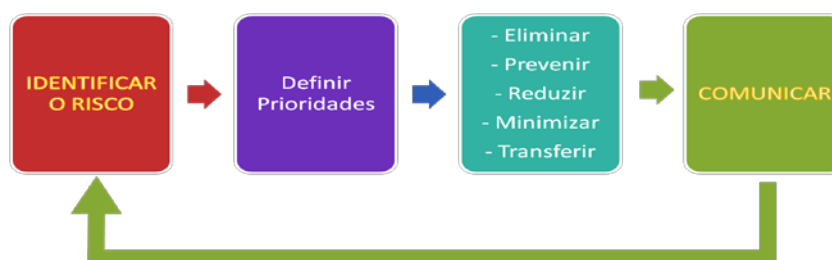 IDENTIFICAR
O RISCO
Definir
Prioridades
- Eliminar
- Prevenir
- Reduzir
- Minimizar
- Transferir
COMUNICAR